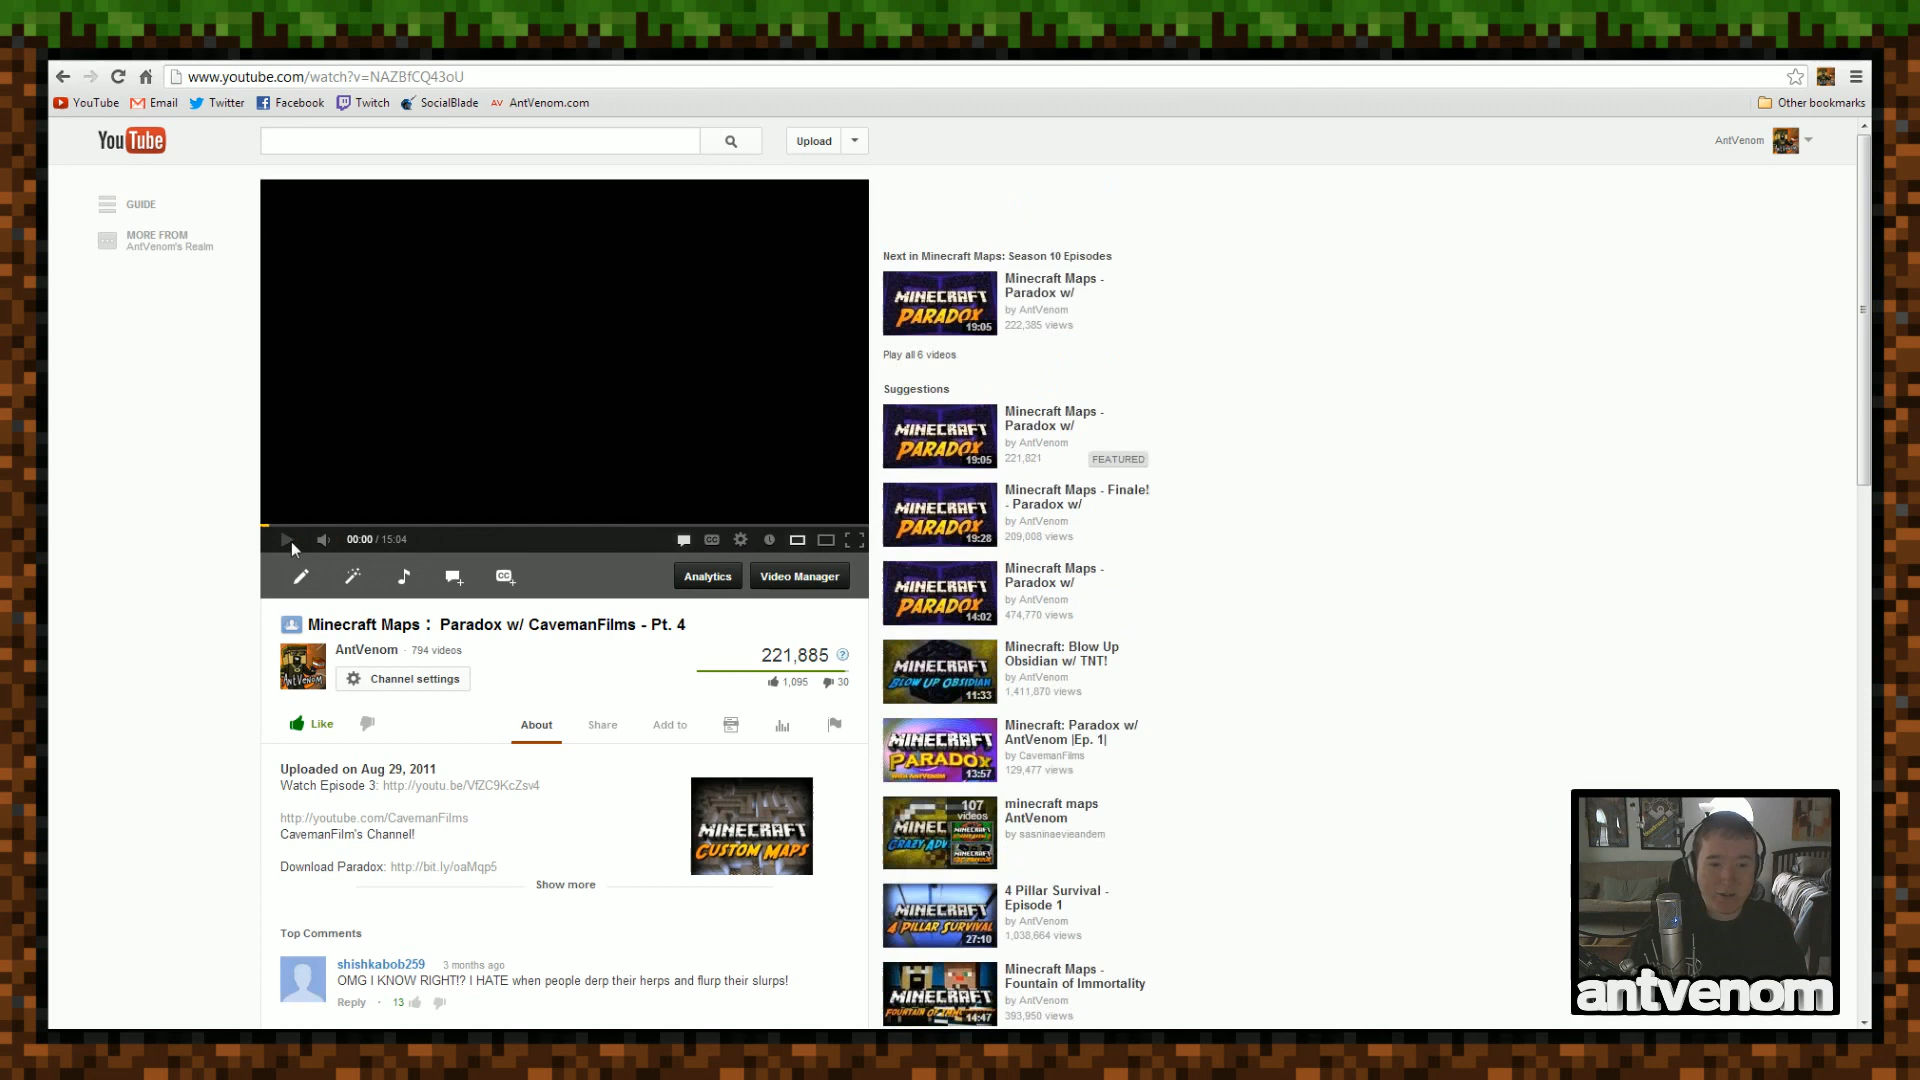 www.youtube.com/watch?v=NAZBfCQ43oU
YouTube Email Twitter Facebook Twitch SocialBlade AV AntVenom.com Other bookmarks
YouTube Upload AntVenom
GUIDE
MORE FROM
AntVenom's Realm
00:00 / 15:04
CC
CC
Analytics Video Manager
Minecraft Maps : Paradox w/ CavemanFilms - Pt. 4
AntVenom · 794 videos
Channel settings
221,885 ?
1,095 30
Like
About Share Add to
Uploaded on Aug 29, 2011
Watch Episode 3: http://youtu.be/VfZC9KcZsv4
http://youtube.com/CavemanFilms
CavemanFilm's Channel!
Download Paradox: http://bit.ly/oaMqp5
MINECRAFT
CUSTOM MAPS
ANTVENOM
Show more
Top Comments
shishkabob259 3 months ago
OMG I KNOW RIGHT!? I HATE when people derp their herps and flurp their slurps!
Reply · 13
Next in Minecraft Maps: Season 10 Episodes
MINECRAFT
PARADOX
19:05
Minecraft Maps -
Paradox w/
by AntVenom
222,385 views
Play all 6 videos
Suggestions
MINECRAFT
PARADOX
19:05
Minecraft Maps -
Paradox w/
by AntVenom
221,821
FEATURED
MINECRAFT
PARADOX
19:28
Minecraft Maps - Finale!
- Paradox w/
by AntVenom
209,008 views
MINECRAFT
PARADOX
14:02
Minecraft Maps -
Paradox w/
by AntVenom
474,770 views
MINECRAFT
BLOW UP OBSIDIAN
11:33
Minecraft: Blow Up
Obsidian w/ TNT!
by AntVenom
1,411,870 views
MINECRAFT
PARADOX
WITH ANTVENOM
13:57
Minecraft: Paradox w/
AntVenom |Ep. 1|
by CavemanFilms
129,477 views
107
videos
MINEC
CRAZY ADV
minecraft maps
AntVenom
by sasninaevieandem
MINECRAFT
4 PILLAR SURVIVAL
27:10
4 Pillar Survival -
Episode 1
by AntVenom
1,038,664 views
MINECRAFT
14:47
Minecraft Maps -
Fountain of Immortality
by AntVenom
393,950 views
antvenom